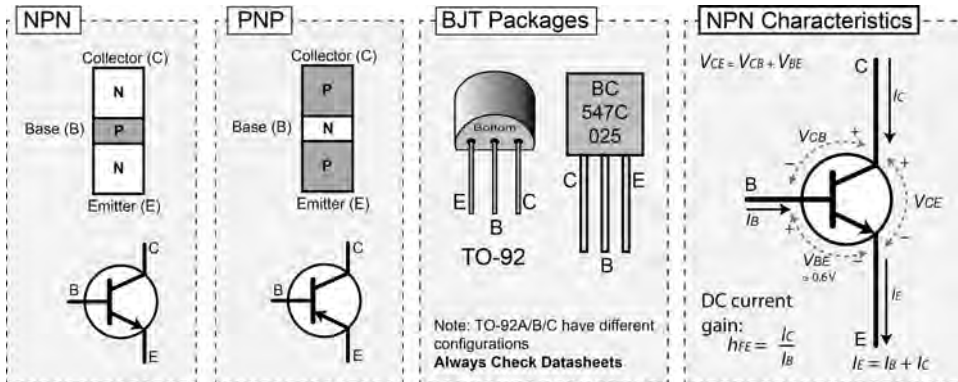 NPN
Collector (C)
N
Base (B)
P
N
Emitter (E)
C
B
E
PNP
Collector (C)
P
Base (B)
N
P
Emitter (E)
C
B
E
BJT Packages
Bottom
E
B
C
TO-92
BC
547C
025
C
E
B
Note: TO-92A/B/C have different
configurations
Always Check Datasheets
NPN Characteristics
VCE = VCB + VBE
C
IC
VCB
+
−
+
B
IB
VCE
+
−
−
VBE
≈ 0.6V
IE
DC current
gain:
hFE = IC
IB
E
IE = IB + IC